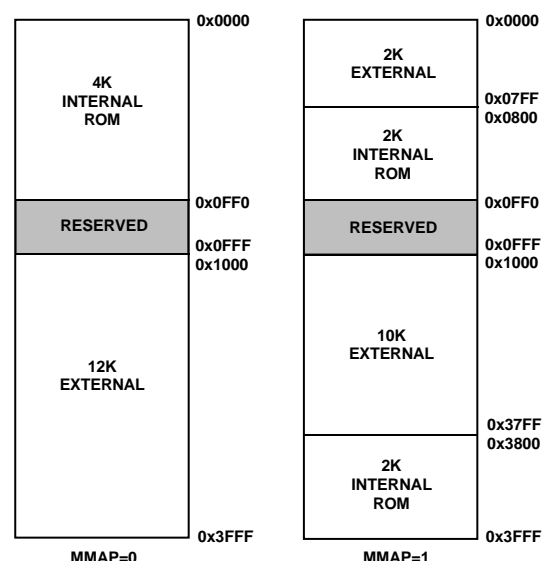 0x0000
4K
INTERNAL
ROM
0x0FF0
RESERVED
0x0FFF
0x1000
12K
EXTERNAL
0x3FFF
MMAP=0
0x0000
2K
EXTERNAL
0x07FF
0x0800
2K
INTERNAL
ROM
0x0FF0
RESERVED
0x0FFF
0x1000
10K
EXTERNAL
0x37FF
0x3800
2K
INTERNAL
ROM
0x3FFF
MMAP=1